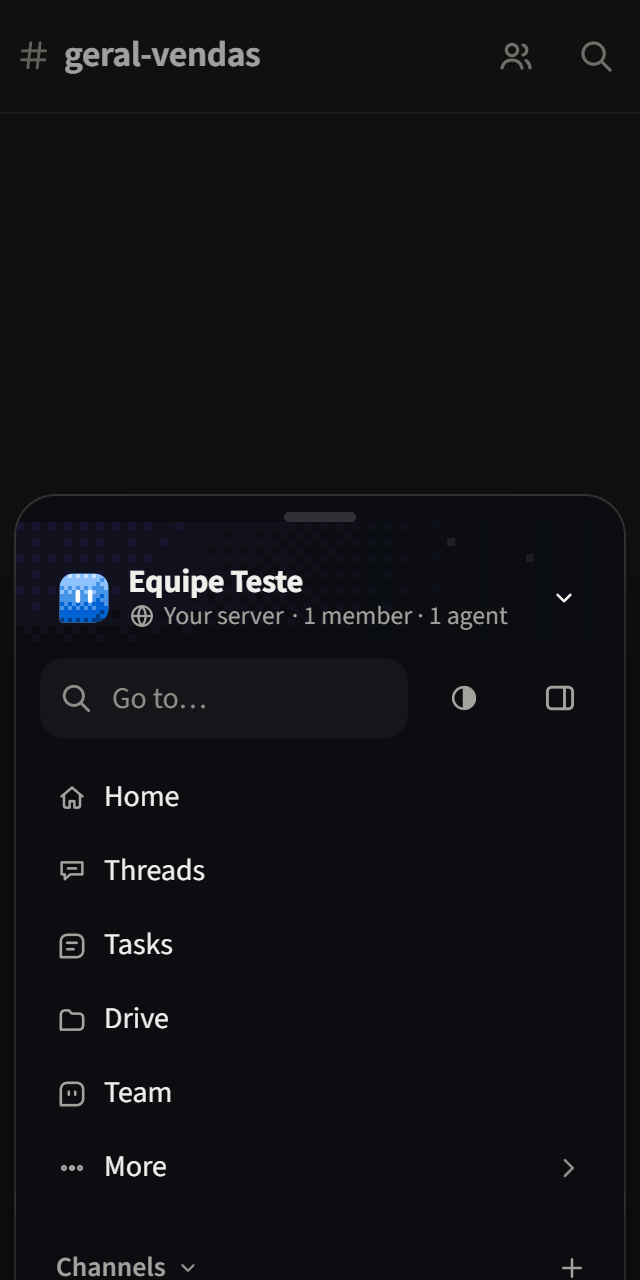 # geral-vendas
Equipe Teste
Your server · 1 member · 1 agent
Go to…
Home
Threads
Tasks
Drive
Team
More
Channels